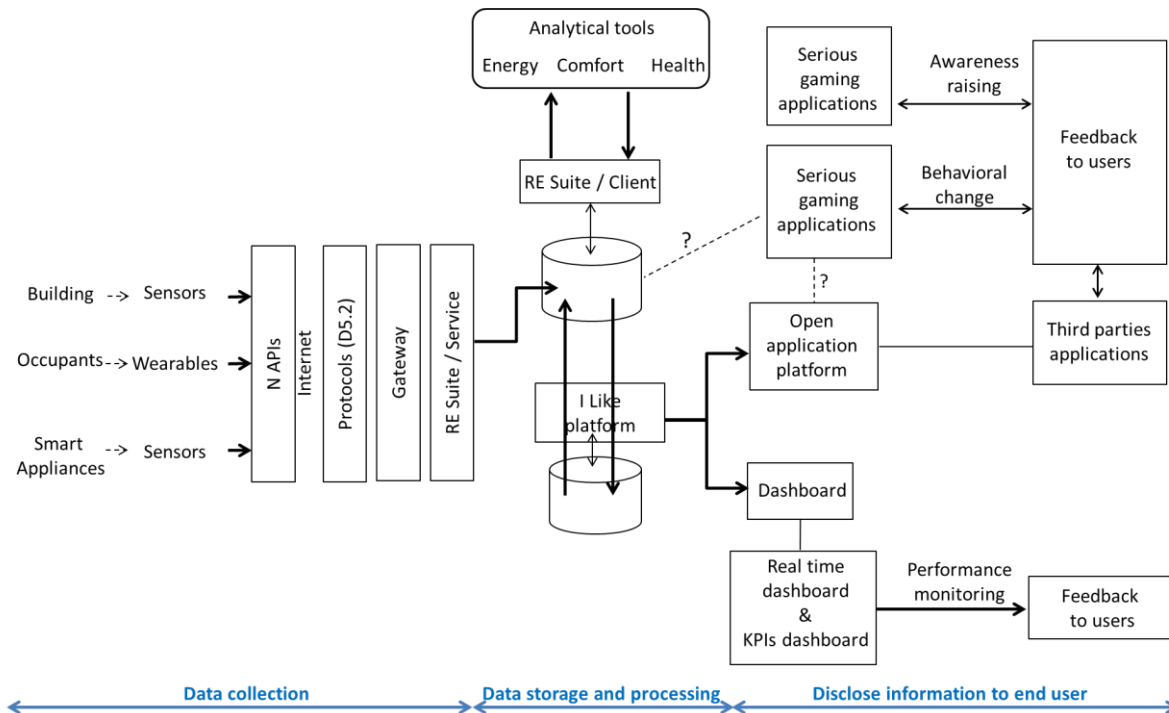 Analytical tools
Energy Comfort Health
RE Suite / Client
Serious
gaming
applications
Awareness
raising
Feedback
to users
Serious
gaming
applications
Behavioral
change
?
?
Building
Sensors
Occupants
Wearables
Smart
Appliances
Sensors
N APIs
Internet
Protocols (D5.2)
Gateway
RE Suite / Service
I Like
platform
Open
application
platform
Third parties
applications
Dashboard
Real time
dashboard
&
KPIs dashboard
Performance
monitoring
Feedback
to users
Data collection
Data storage and processing
Disclose information to end user